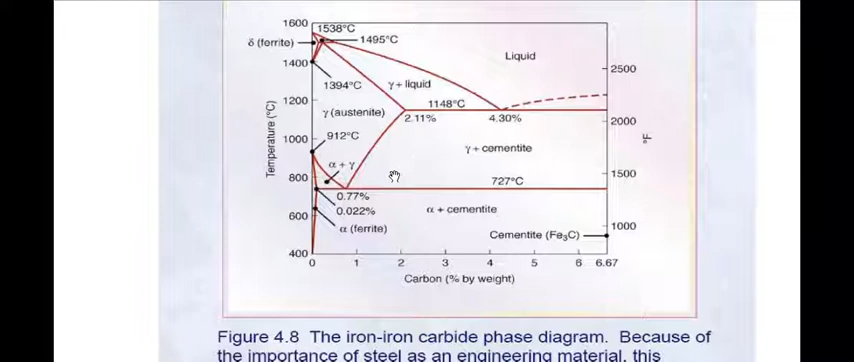 1600
1538°C
δ (ferrite)
1495°C
Liquid
1400
2500
γ + liquid
1394°C
1200
1148°C
γ (austenite)
2.11%
4.30%
2000
1000
912°C
Temperature (°C)
°F
γ + cementite
α + γ
1500
800
727°C
0.77%
0.022%
600
α + cementite
1000
α (ferrite)
Cementite (Fe₃C)
400
0 1 2 3 4 5 6 6.67
Carbon (% by weight)
Figure 4.8 The iron-iron carbide phase diagram. Because of
the importance of steel as an engineering material, this